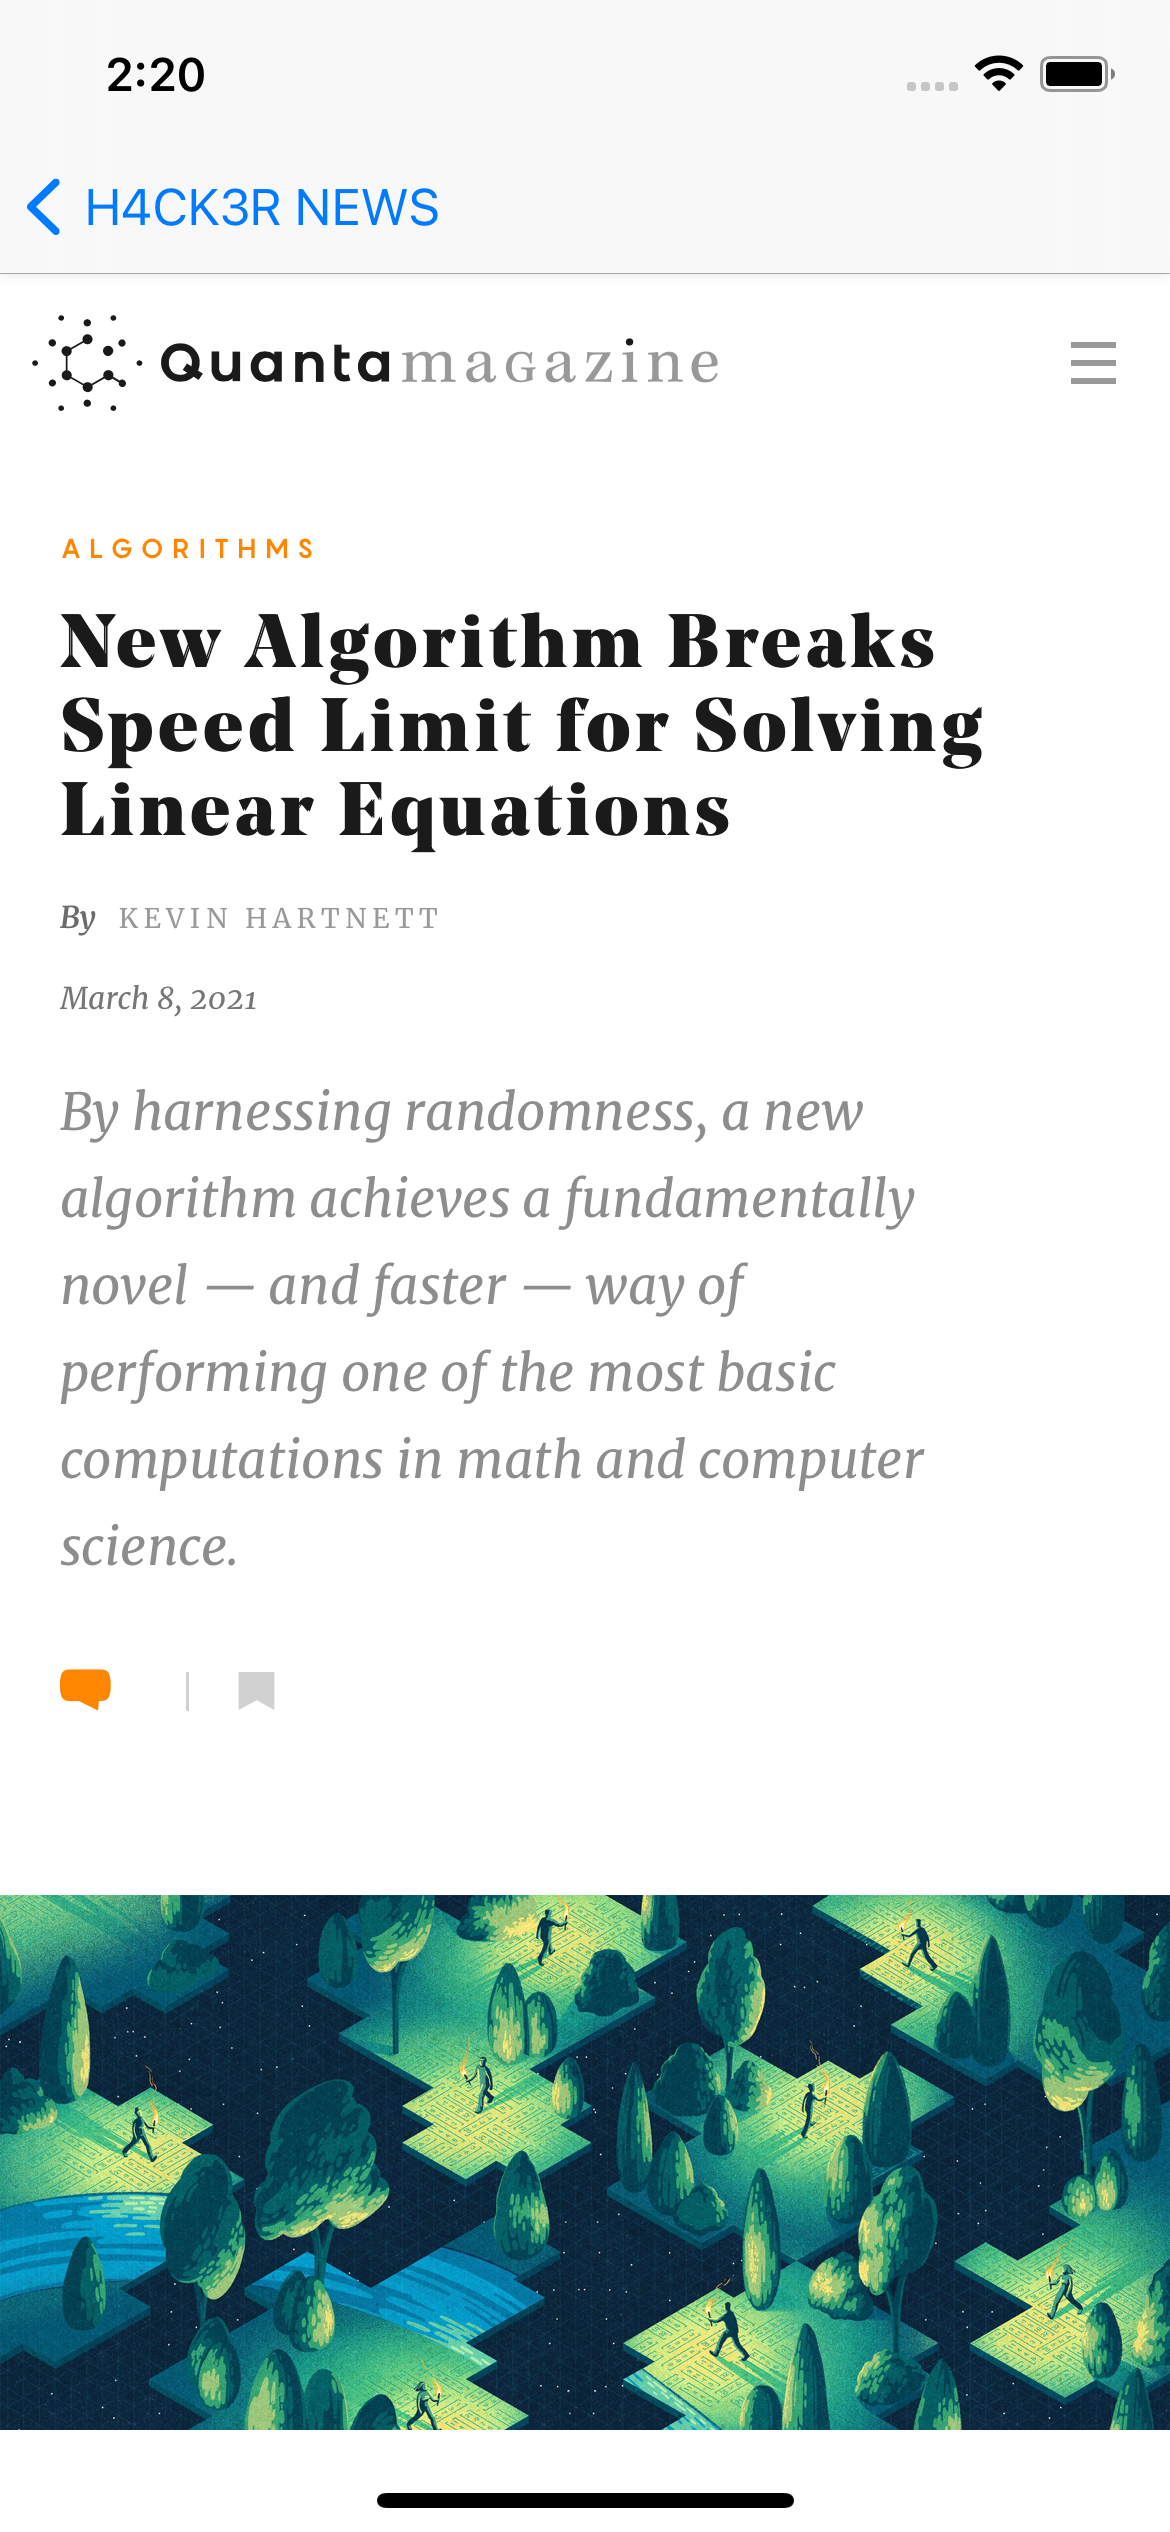 2:20
H4CK3R NEWS
Quanta magazine
ALGORITHMS
New Algorithm Breaks
Speed Limit for Solving
Linear Equations
By KEVIN HARTNETT
March 8, 2021
By harnessing randomness, a new
algorithm achieves a fundamentally
novel — and faster — way of
performing one of the most basic
computations in math and computer
science.